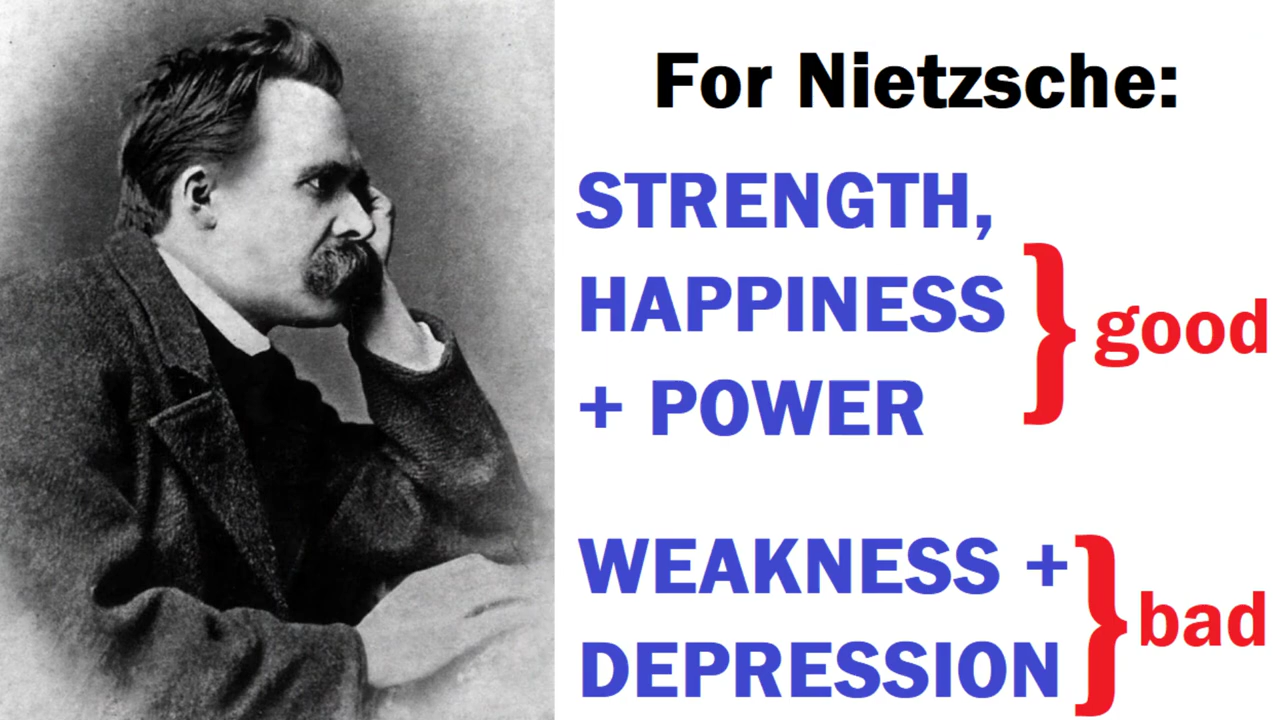 For Nietzsche:
STRENGTH,
HAPPINESS
+ POWER
good
WEAKNESS +
DEPRESSION
bad